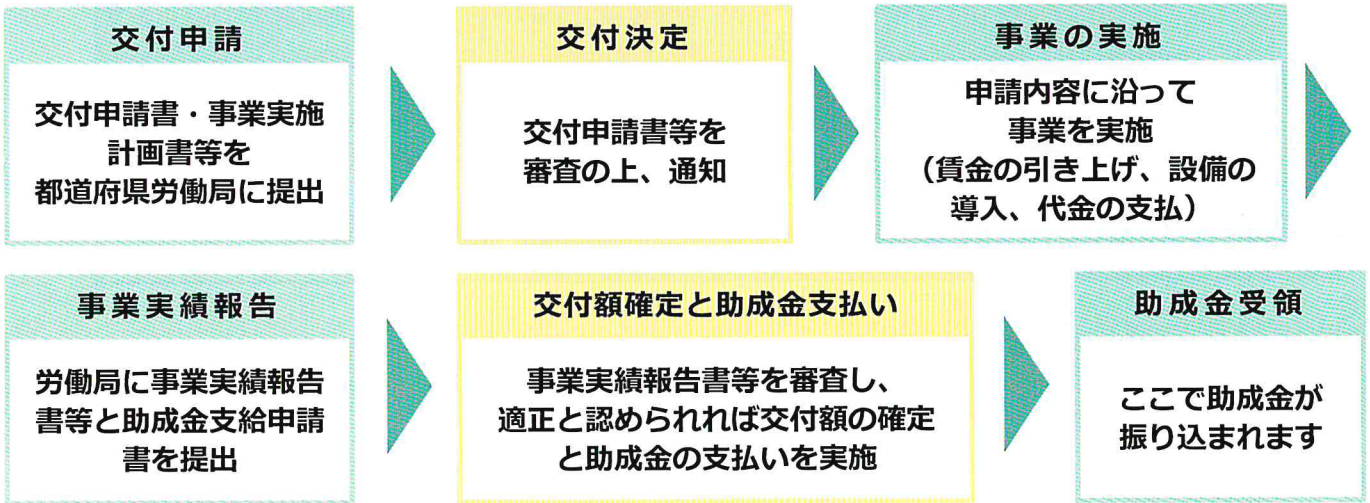 交付申請
交付申請書・事業実施
計画書等を
都道府県労働局に提出
交付決定
交付申請書等を
審査の上、通知
事業の実施
申請内容に沿って
事業を実施
（賃金の引き上げ、設備の
導入、代金の支払）
事業実績報告
労働局に事業実績報告
書等と助成金支給申請
書を提出
交付額確定と助成金支払い
事業実績報告書等を審査し、
適正と認められれば交付額の確定
と助成金の支払いを実施
助成金受領
ここで助成金が
振り込まれます